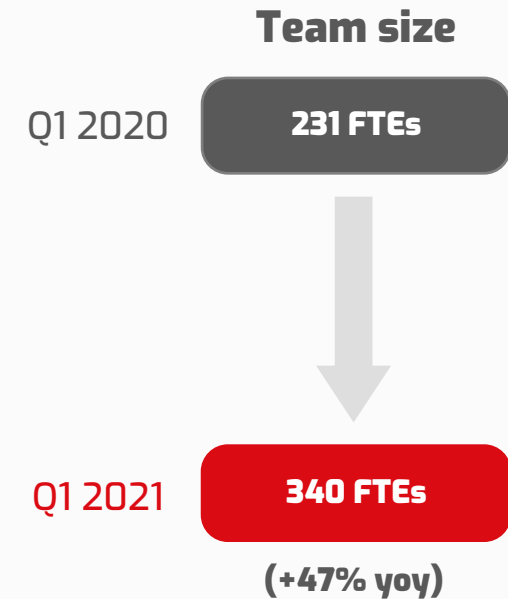 Team size
Q1 2020
231 FTEs
Q1 2021
340 FTEs
(+47% yoy)